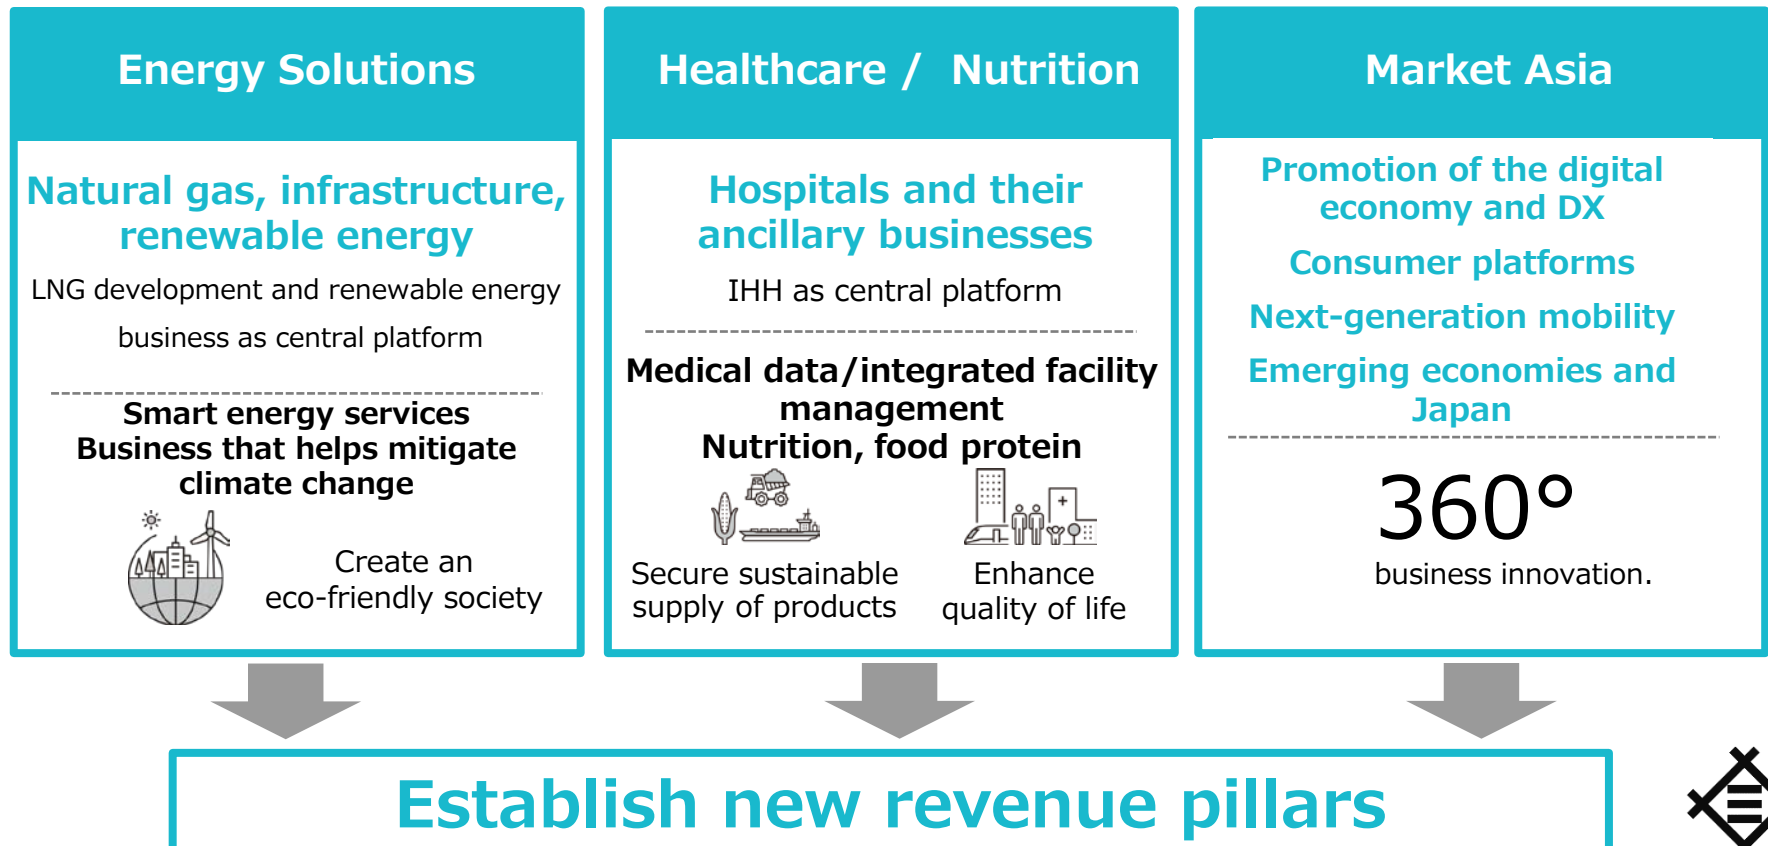 Energy Solutions
Natural gas, infrastructure,
renewable energy
LNG development and renewable energy
business as central platform
Smart energy services
Business that helps mitigate
climate change
Create an
eco-friendly society
Healthcare / Nutrition
Hospitals and their
ancillary businesses
IHH as central platform
Medical data/integrated facility
management
Nutrition, food protein
Secure sustainable
supply of products
Enhance
quality of life
Market Asia
Promotion of the digital
economy and DX
Consumer platforms
Next-generation mobility
Emerging economies and
Japan
360°
business innovation.
Establish new revenue pillars